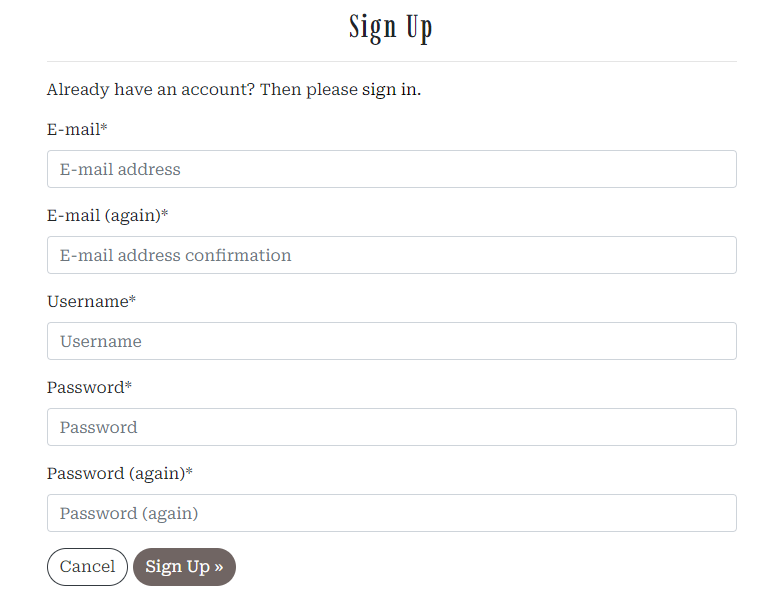 Sign Up
Already have an account? Then please sign in.
E-mail*
E-mail address
E-mail (again)*
E-mail address confirmation
Username*
Username
Password*
Password
Password (again)*
Password (again)
Cancel Sign Up »